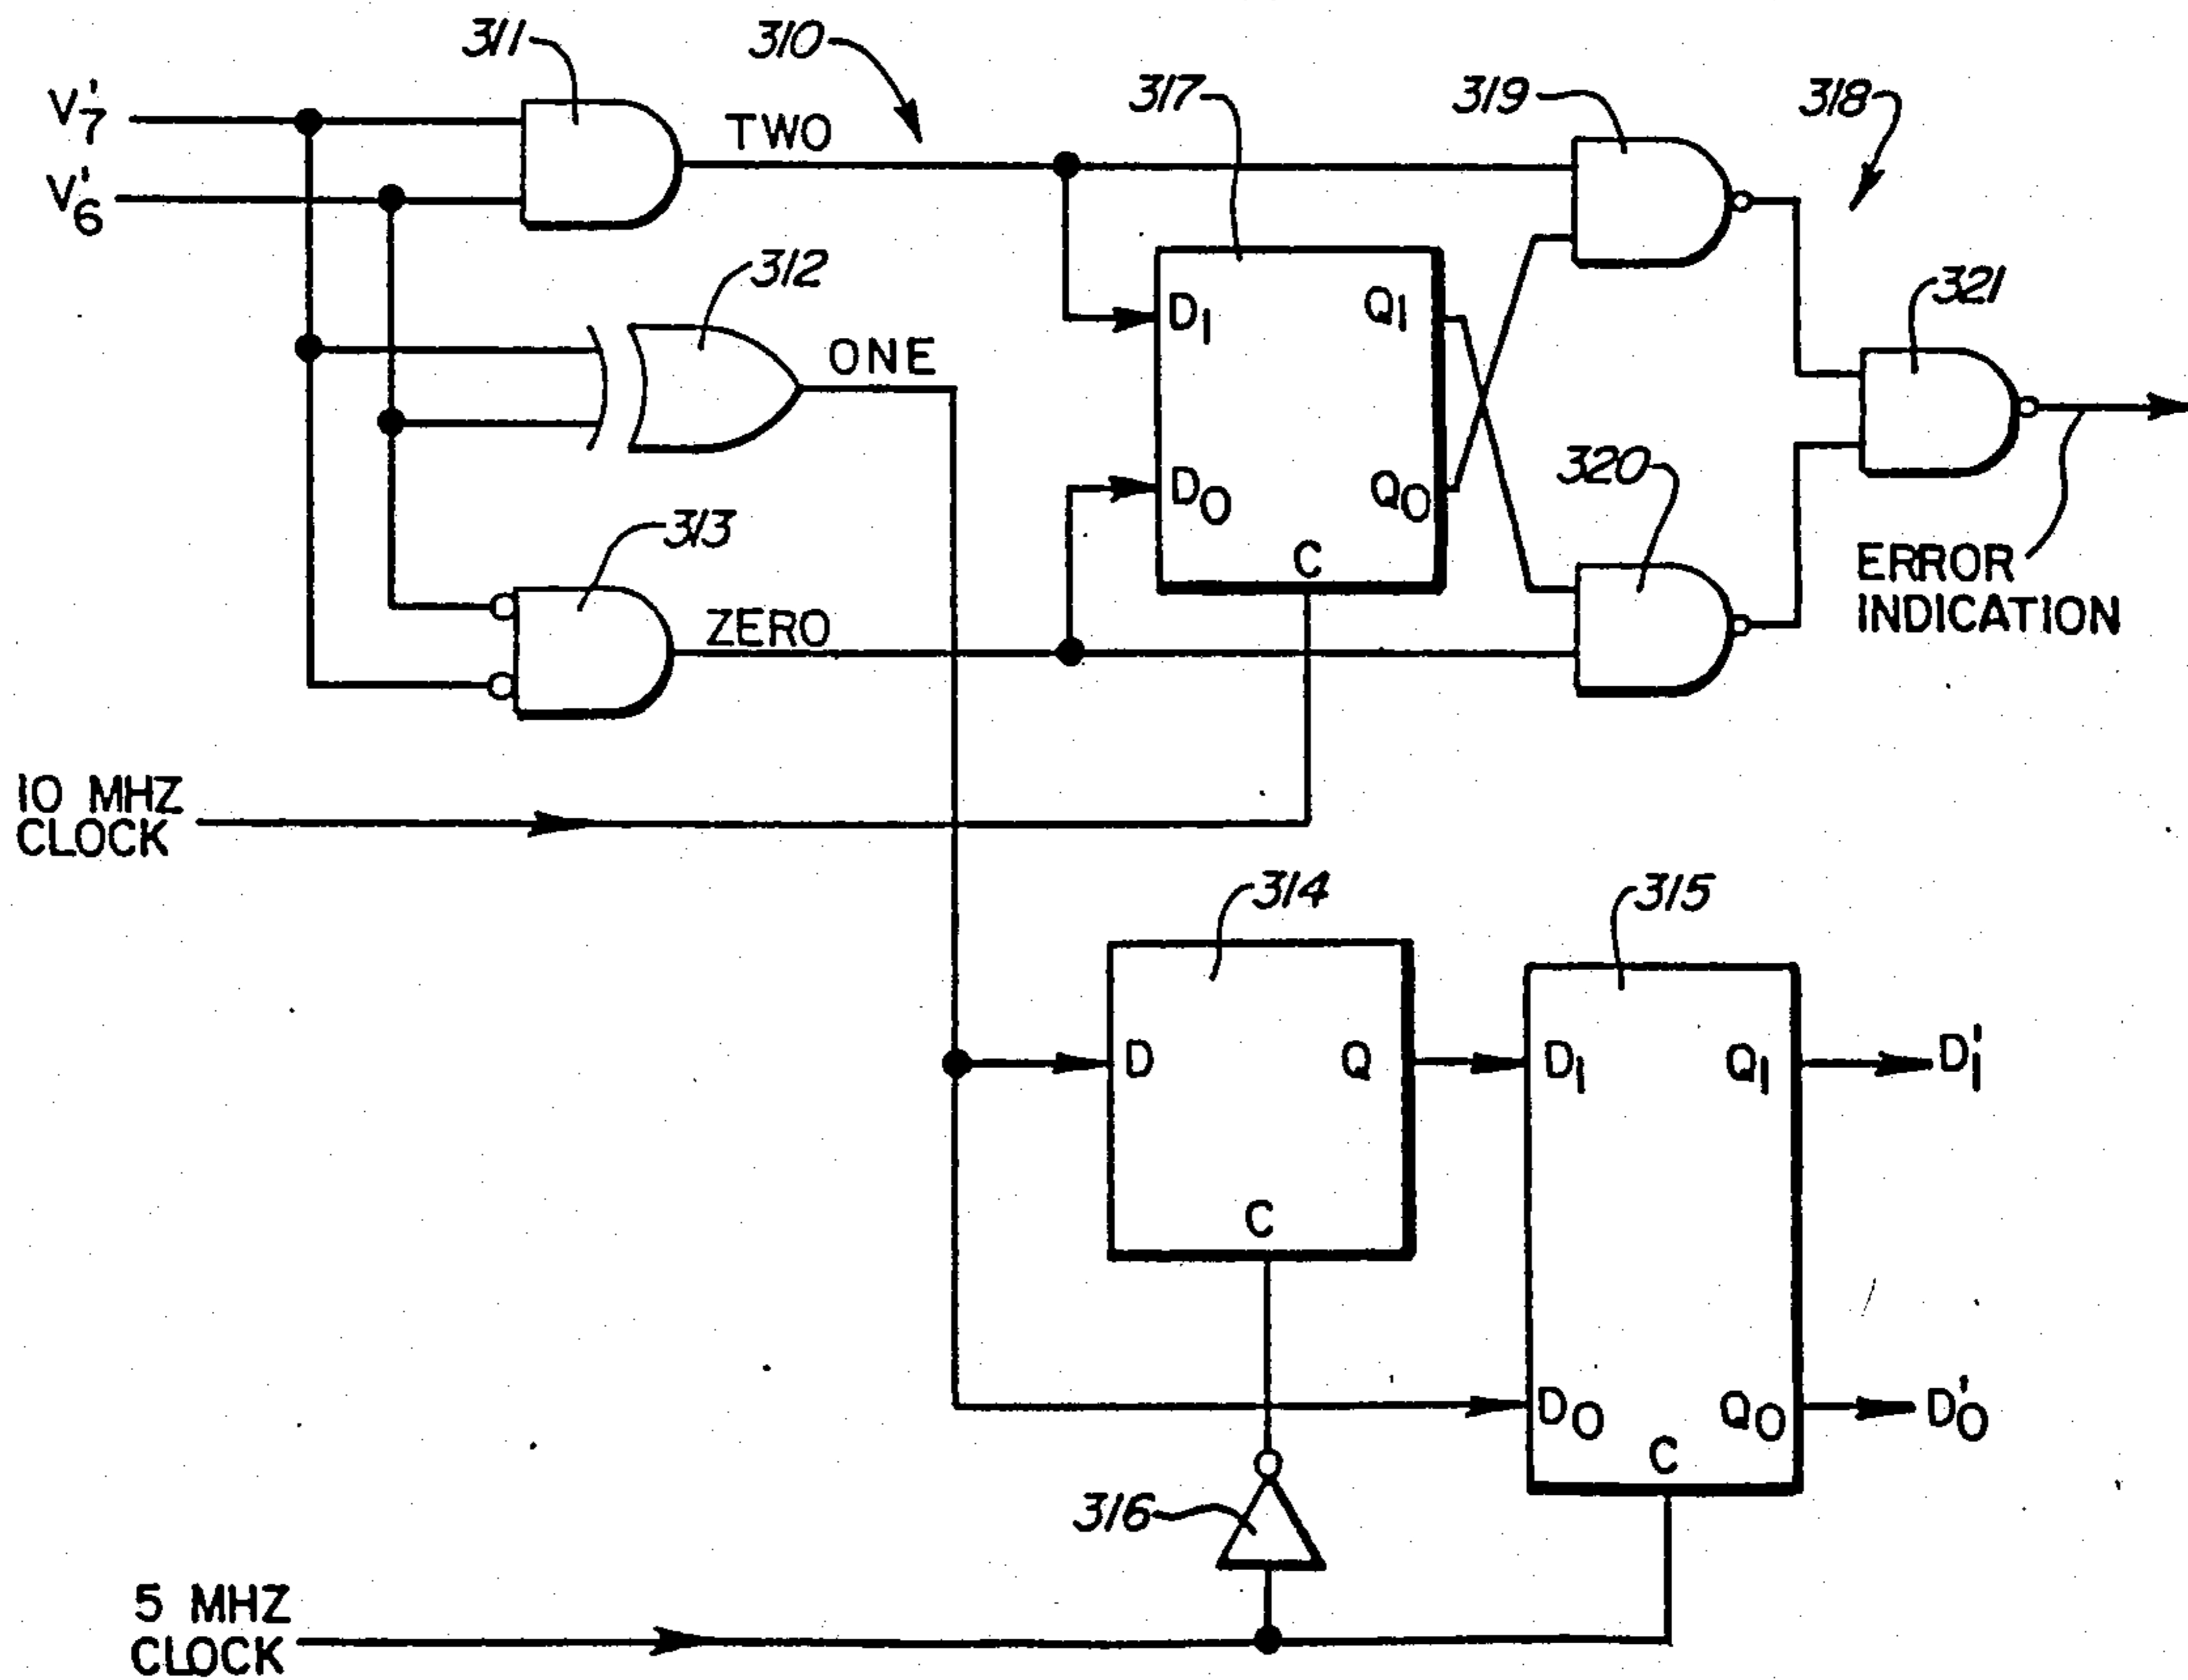 311
310
317
319
318
V'7
TWO
V'6
312
321
D1
Q1
ONE
320
D0
Q0
313
C
ERROR
INDICATION
ZERO
10 MHZ
CLOCK
314
315
D
Q
D1
Q1
D'1
C
D0
Q0
D'0
C
316
5 MHZ
CLOCK